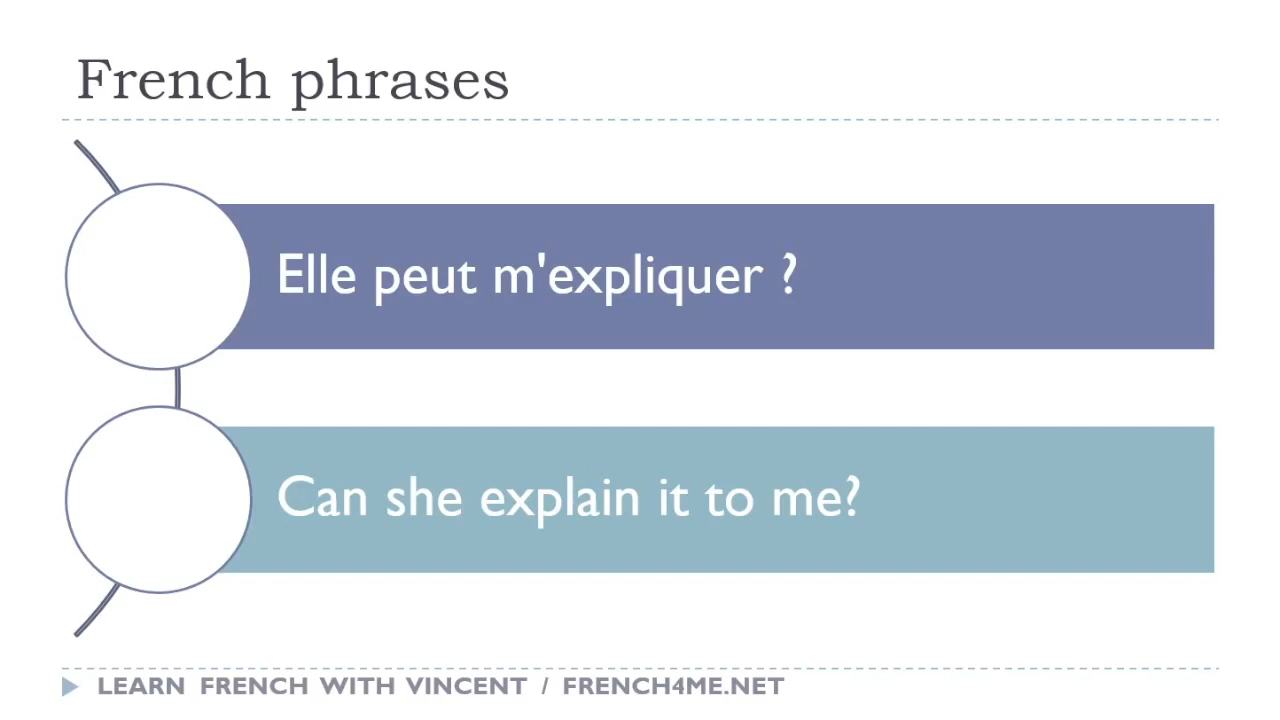 French phrases
Elle peut m'expliquer ?
Can she explain it to me?
LEARN FRENCH WITH VINCENT / FRENCH4ME.NET